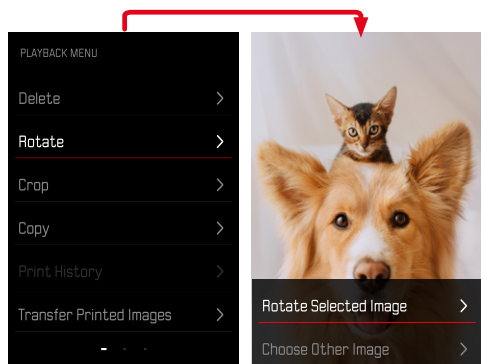 PLAYBACK MENU
Delete
Rotate
Crop
Copy
Print History
Transfer Printed Images
Rotate Selected Image
Choose Other Image